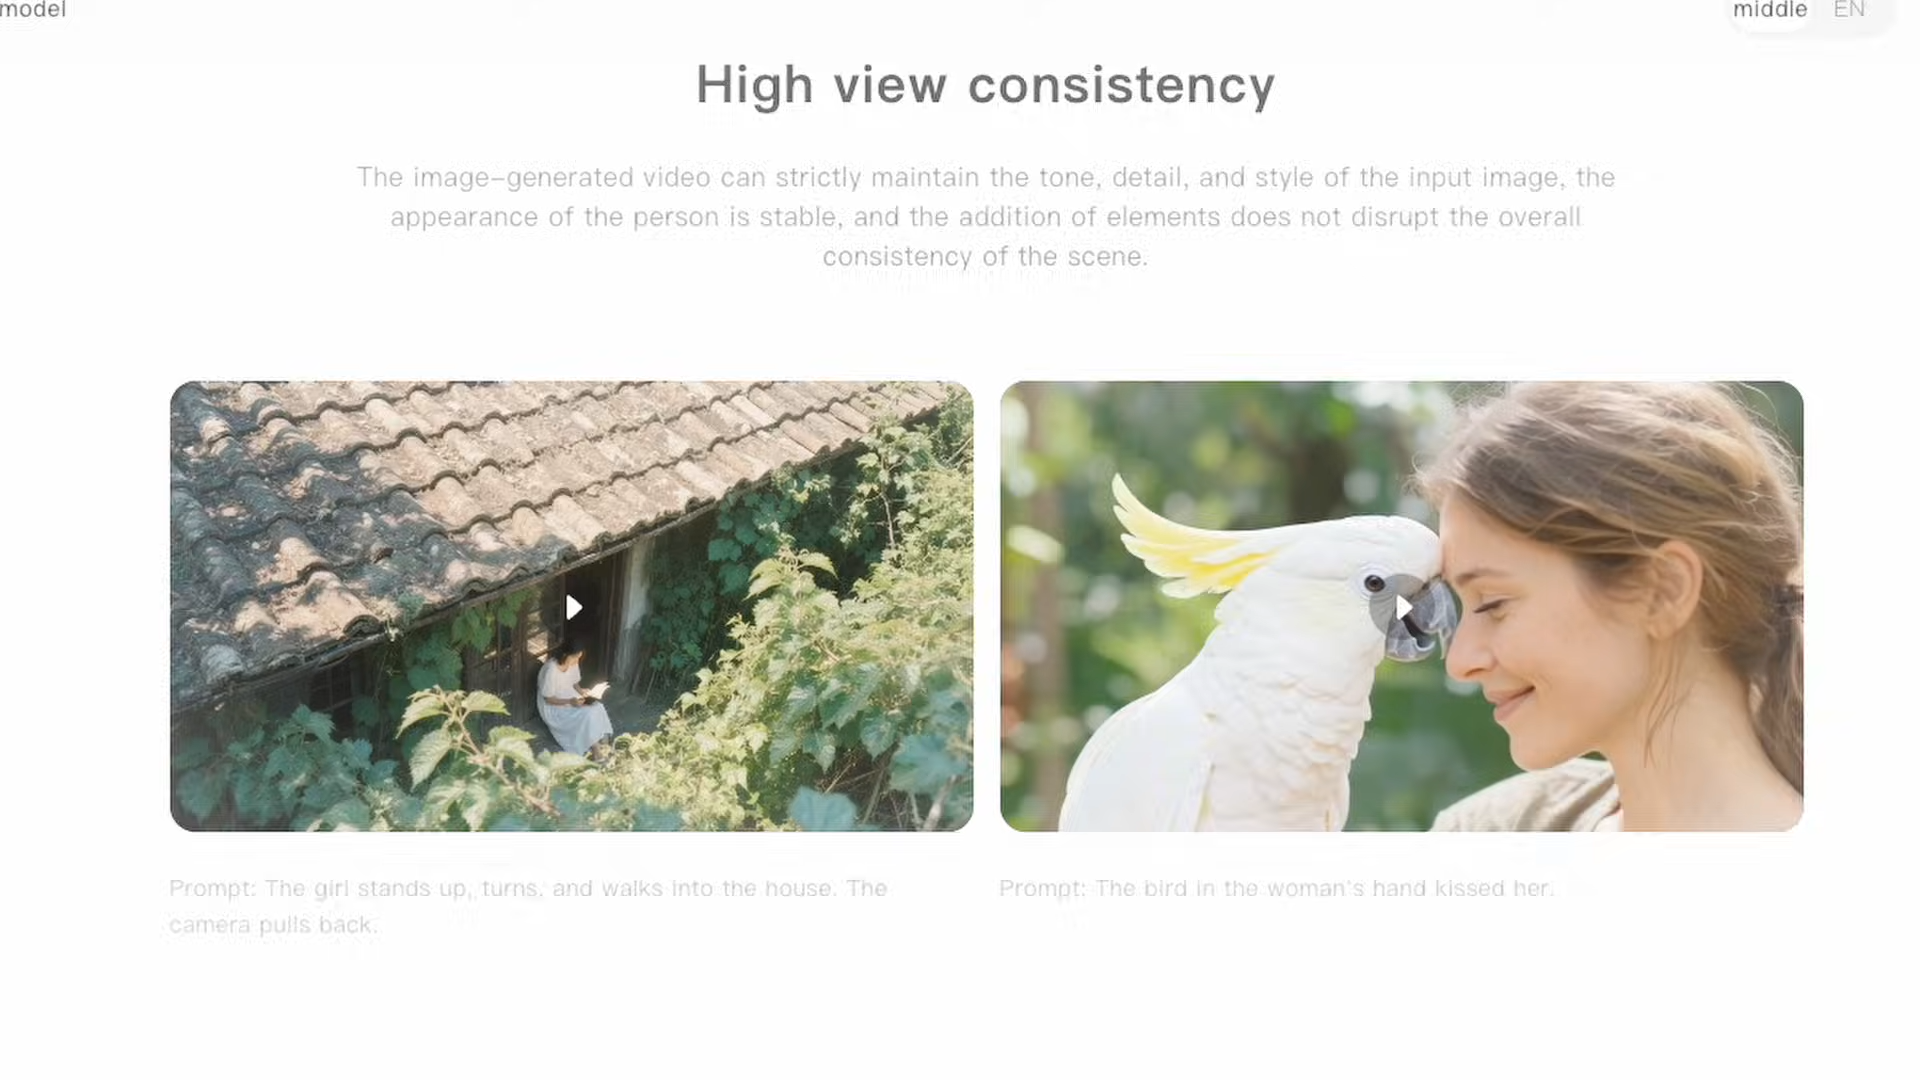 model
middle EN
High view consistency
The image-generated video can strictly maintain the tone, detail, and style of the input image, the
appearance of the person is stable, and the addition of elements does not disrupt the overall
consistency of the scene.
Prompt: The girl stands up, turns, and walks into the house. The
camera pulls back.
Prompt: The bird in the woman's hand kissed her.